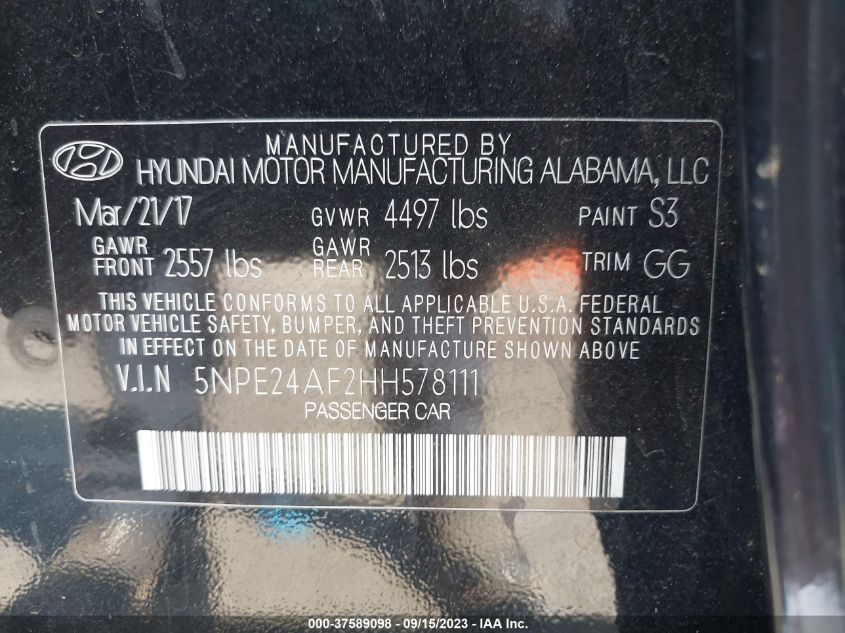 MANUFACTURED BY
HYUNDAI MOTOR MANUFACTURING ALABAMA, LLC
Mar/21/17 GVWR 4497 lbs PAINT S3
GAWR FRONT 2557 lbs GAWR REAR 2513 lbs TRIM GG
THIS VEHICLE CONFORMS TO ALL APPLICABLE U.S.A. FEDERAL
MOTOR VEHICLE SAFETY, BUMPER, AND THEFT PREVENTION STANDARDS
IN EFFECT ON THE DATE OF MANUFACTURE SHOWN ABOVE.
V.I.N 5NPE24AF2HH578111
PASSENGER CAR
000-37589098 - 09/15/2023 - IAA Inc.